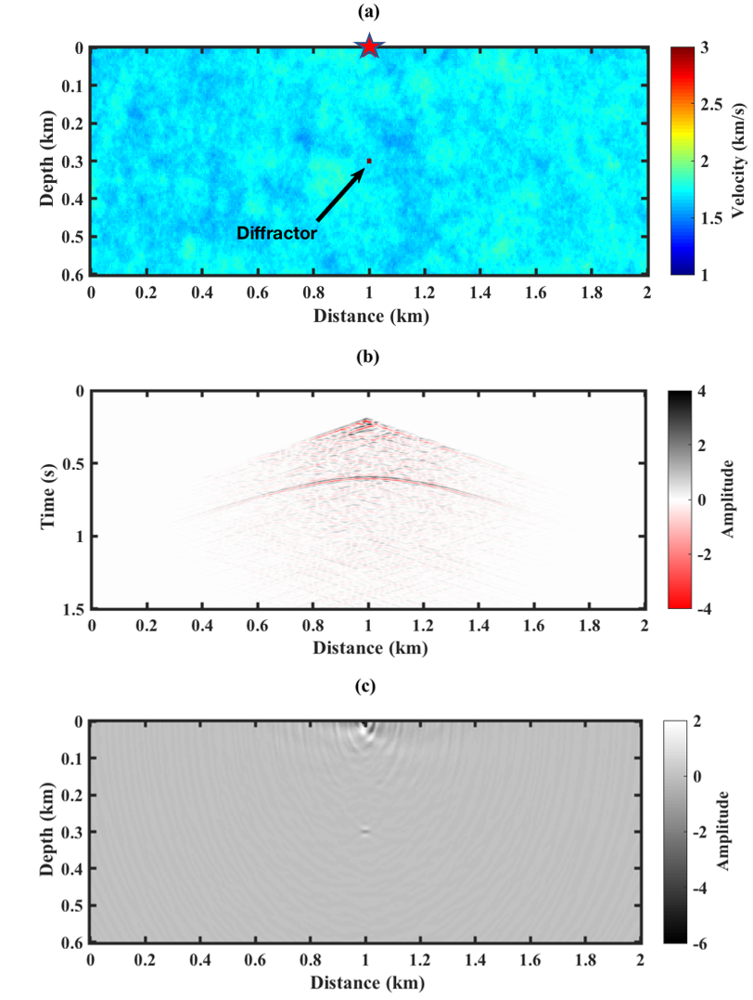 (a)
0
0.1
0.2
0.3
0.4
0.5
0.6
Depth (km)
Diffractor
0 0.2 0.4 0.6 0.8 1 1.2 1.4 1.6 1.8 2
Distance (km)
3
2.5
2
1.5
1
Velocity (km/s)
(b)
0
0.5
1
1.5
Time (s)
0 0.2 0.4 0.6 0.8 1 1.2 1.4 1.6 1.8 2
Distance (km)
4
2
0
-2
-4
Amplitude
(c)
0
0.1
0.2
0.3
0.4
0.5
0.6
Depth (km)
0 0.2 0.4 0.6 0.8 1 1.2 1.4 1.6 1.8 2
Distance (km)
2
0
-2
-4
-6
Amplitude